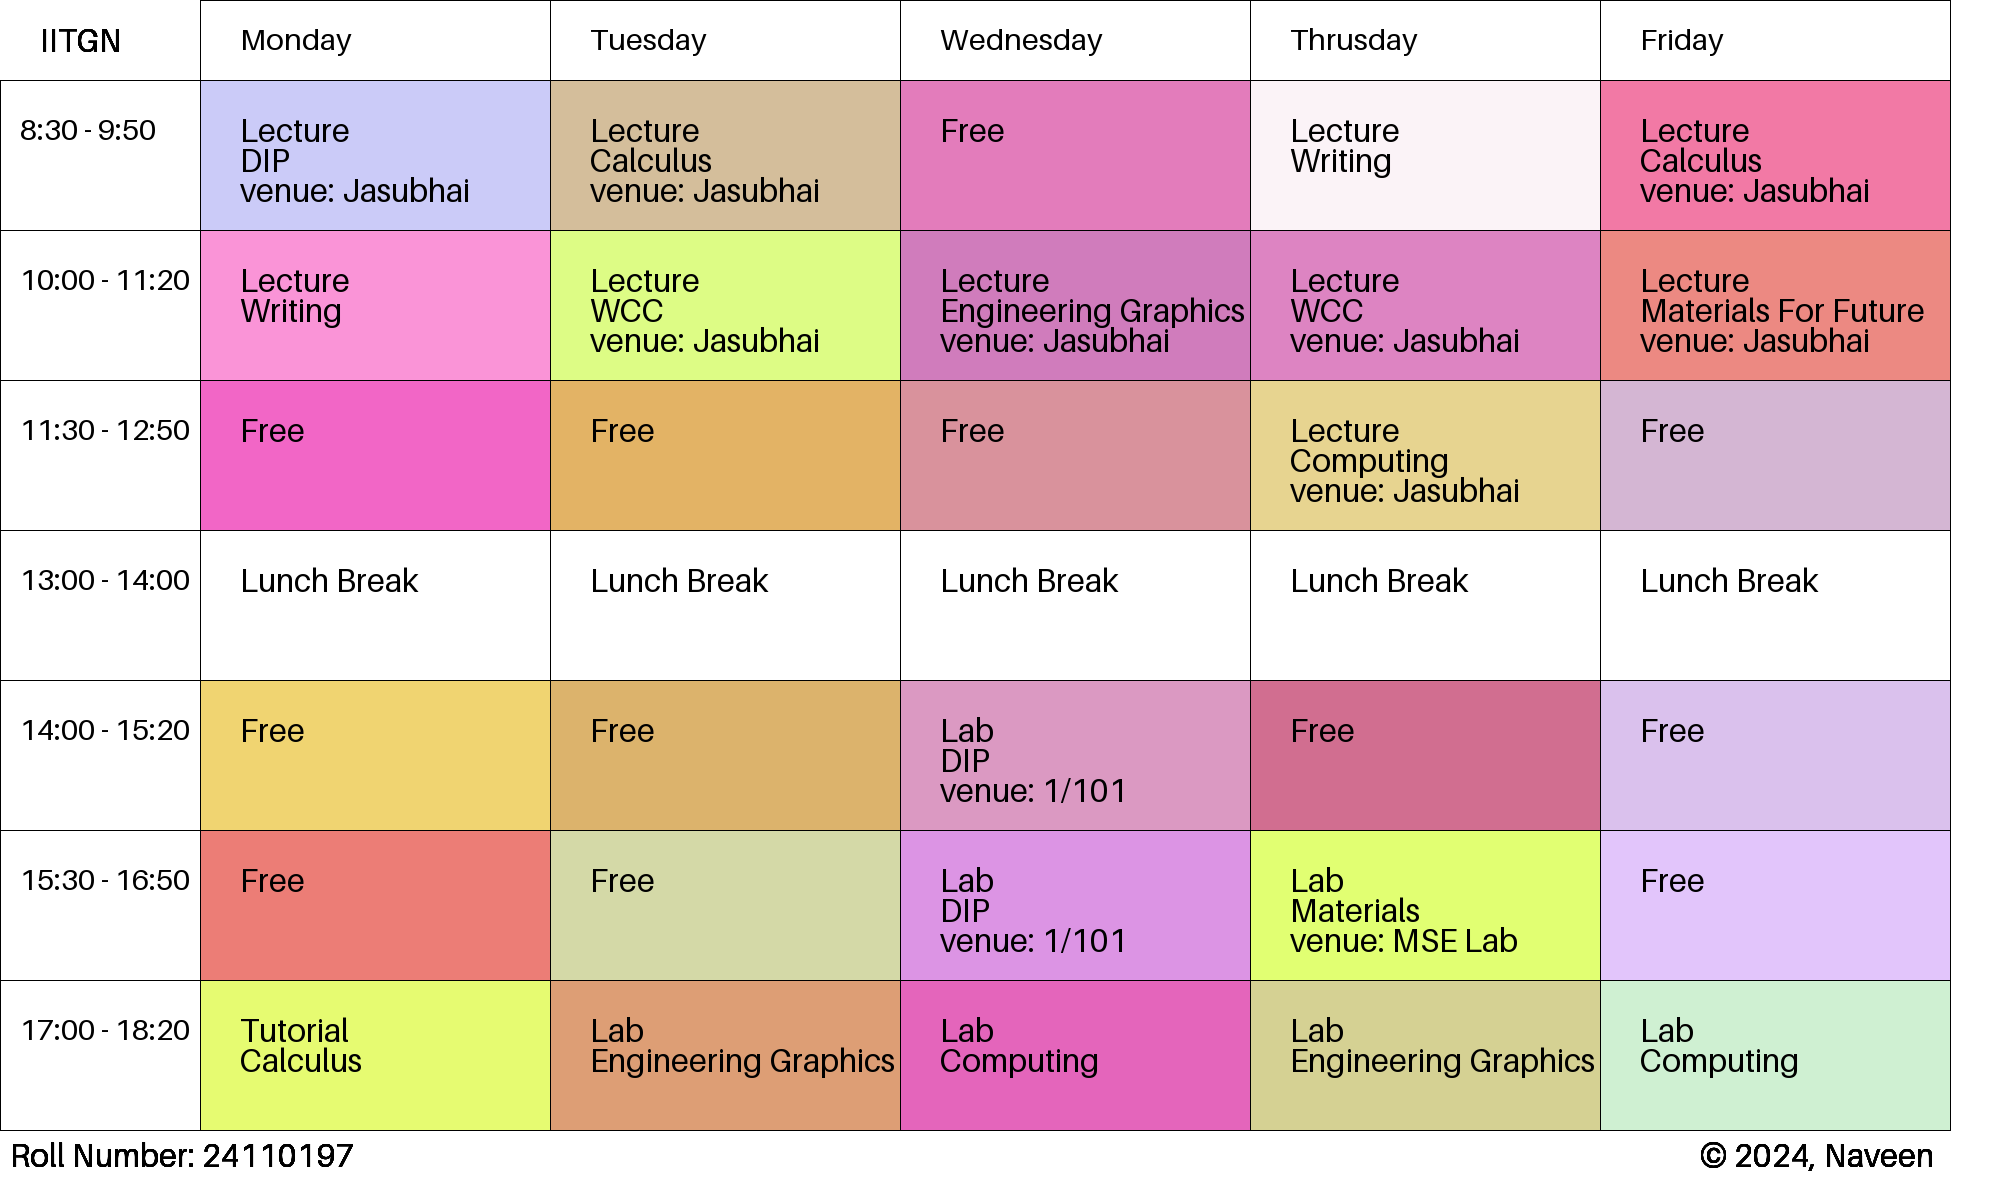 IITGN Monday Tuesday Wednesday Thrusday Friday
8:30 - 9:50
Lecture
DIP
venue: Jasubhai
Lecture
Calculus
venue: Jasubhai
Free
Lecture
Writing
Lecture
Calculus
venue: Jasubhai
10:00 - 11:20
Lecture
Writing
Lecture
WCC
venue: Jasubhai
Lecture
Engineering Graphics
venue: Jasubhai
Lecture
WCC
venue: Jasubhai
Lecture
Materials For Future
venue: Jasubhai
11:30 - 12:50
Free
Free
Free
Lecture
Computing
venue: Jasubhai
Free
13:00 - 14:00
Lunch Break
Lunch Break
Lunch Break
Lunch Break
Lunch Break
14:00 - 15:20
Free
Free
Lab
DIP
venue: 1/101
Free
Free
15:30 - 16:50
Free
Free
Lab
DIP
venue: 1/101
Lab
Materials
venue: MSE Lab
Free
17:00 - 18:20
Tutorial
Calculus
Lab
Engineering Graphics
Lab
Computing
Lab
Engineering Graphics
Lab
Computing
Roll Number: 24110197
© 2024, Naveen